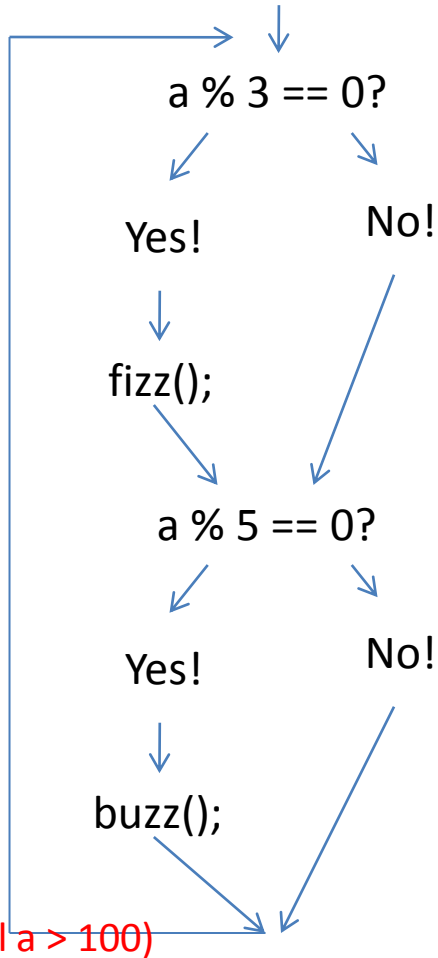 a % 3 == 0?
Yes!
No!
fizz();
a % 5 == 0?
Yes!
No!
buzz();
a > 100)